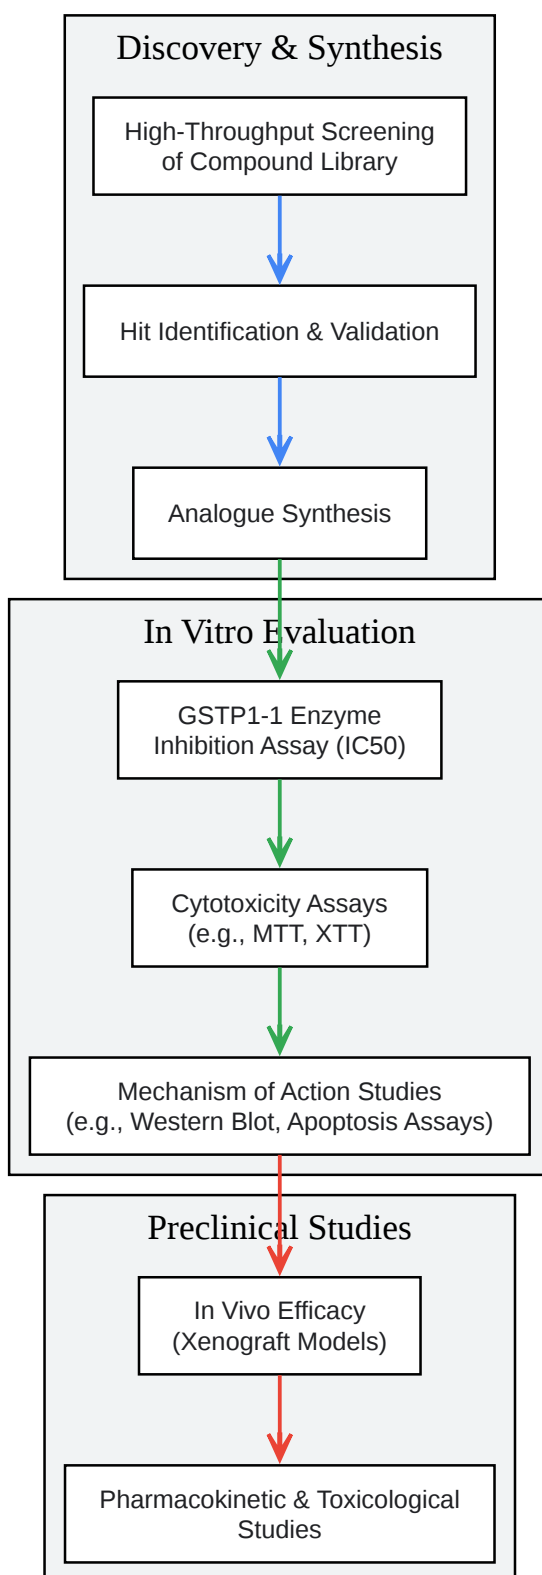 Discovery & Synthesis
High-Throughput Screening
of Compound Library
Hit Identification & Validation
Analogue Synthesis
In Vitro Evaluation
GSTP1-1 Enzyme
Inhibition Assay (IC50)
Cytotoxicity Assays
(e.g., MTT, XTT)
Mechanism of Action Studies
(e.g., Western Blot, Apoptosis Assays)
Preclinical Studies
In Vivo Efficacy
(Xenograft Models)
Pharmacokinetic & Toxicological
Studies